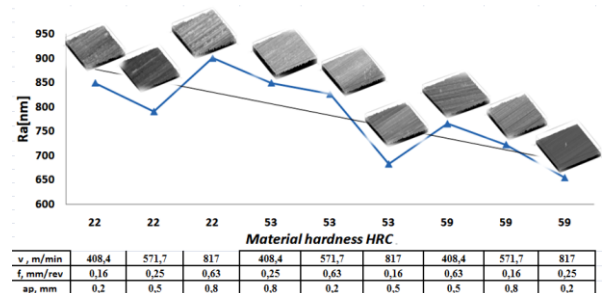 950
900
850
800
750
700
650
600
Ra[nm]
22 22 22 53 53 53 59 59 59
Material hardness HRC
v , m/min 408,4 571,7 817 408,4 571,7 817 408,4 571,7 817
f, mm/rev 0,16 0,25 0,63 0,25 0,63 0,16 0,63 0,16 0,25
ap, mm 0,2 0,5 0,8 0,8 0,2 0,5 0,5 0,8 0,2